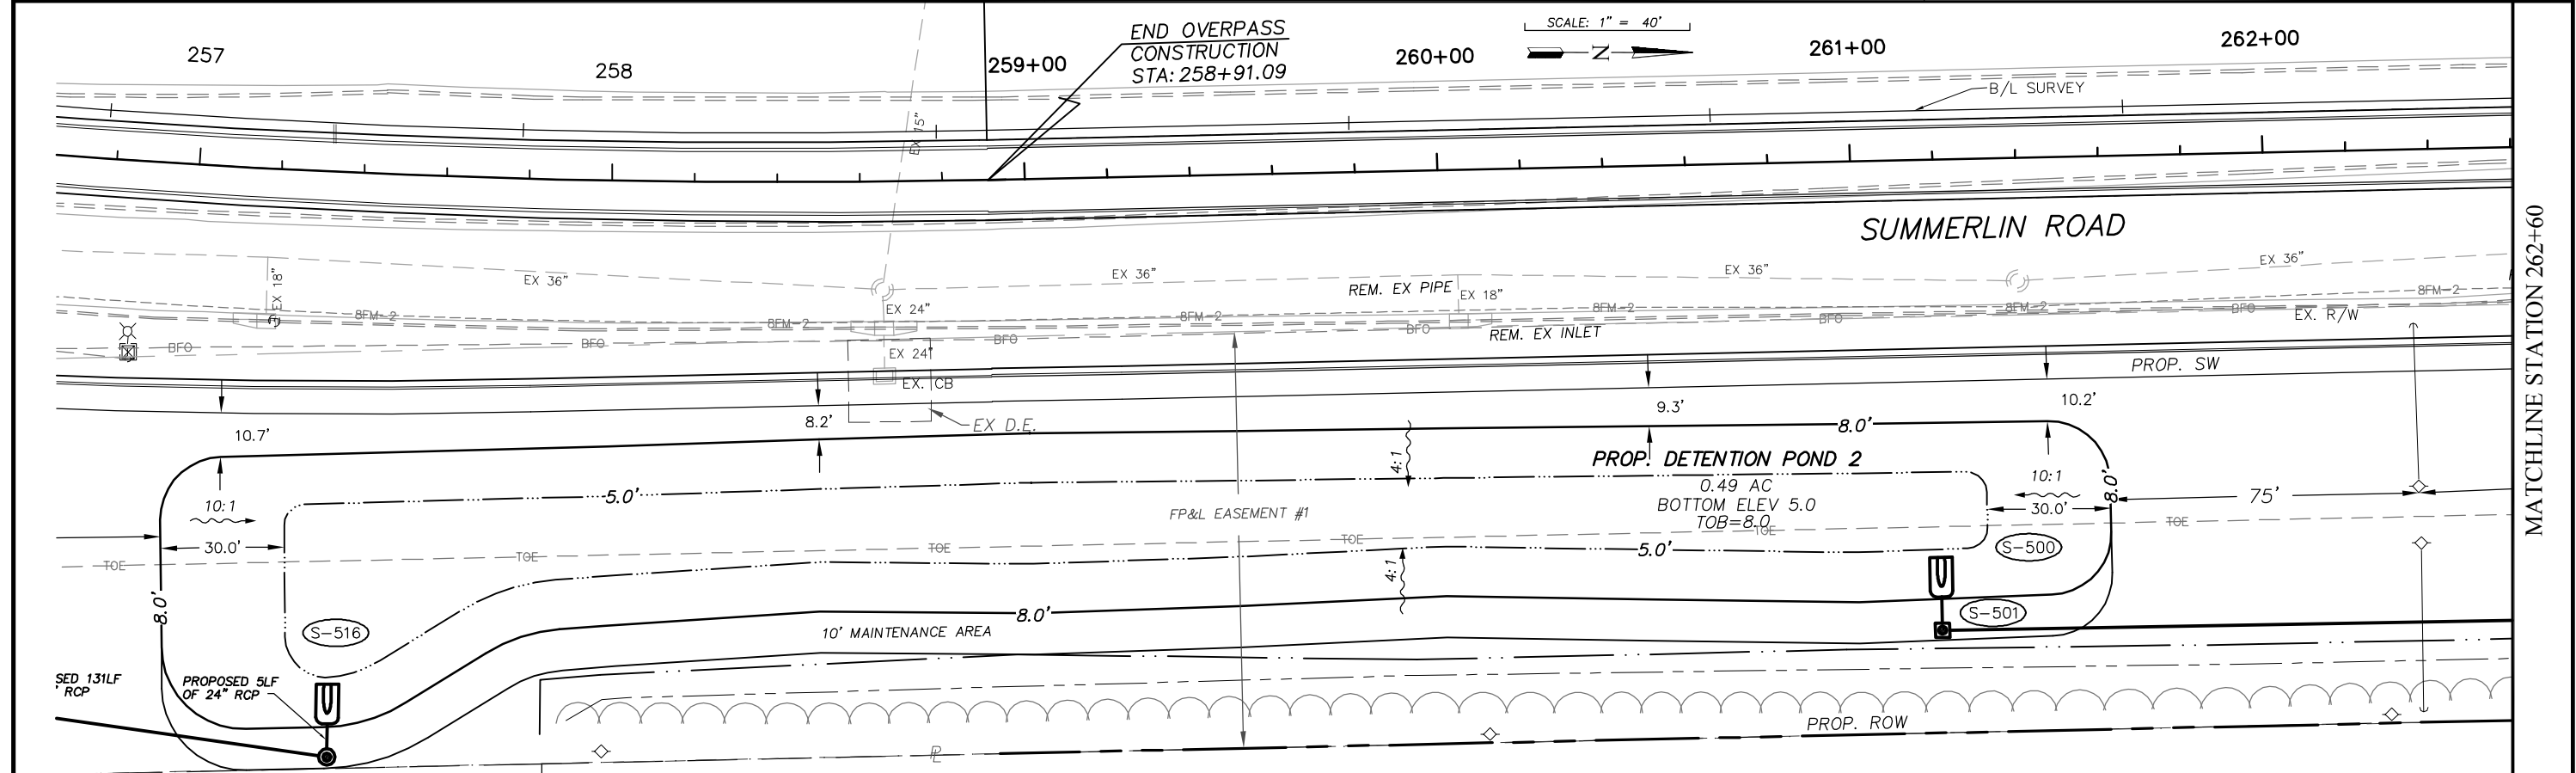 257
258
END OVERPASS
CONSTRUCTION
STA: 258+91.09
259+00
260+00
SCALE: 1" = 40'
N
261+00
262+00
B/L SURVEY
EX 15"
SUMMERLIN ROAD
MATCHLINE STATION 262+60
EX 18"
EX 36"
EX 36"
EX 36"
EX 36"
REM. EX PIPE
EX 18"
EX 24"
8FM-2
8FM-2
8FM-2
8FM-2
8FM-2
8FM-2
BFO
BFO
BFO
BFO
BFO
BFO
EX. R/W
REM. EX INLET
EX 24"
EX. CB
PROP. SW
EX D.E.
10.7'
8.2'
9.3'
10.2'
8.0'
4:1
PROP. DETENTION POND 2
0.49 AC
BOTTOM ELEV 5.0
TOB=8.0
10:1
30.0'
5.0'
FP&L EASEMENT #1
10:1
30.0'
8.0'
75'
TOE
TOE
TOE
TOE
TOE
TOE
5.0'
4:1
S-500
S-501
8.0'
S-516
8.0'
10' MAINTENANCE AREA
SED 131LF
' RCP
PROPOSED 5LF
OF 24" RCP
PROP. ROW
PL